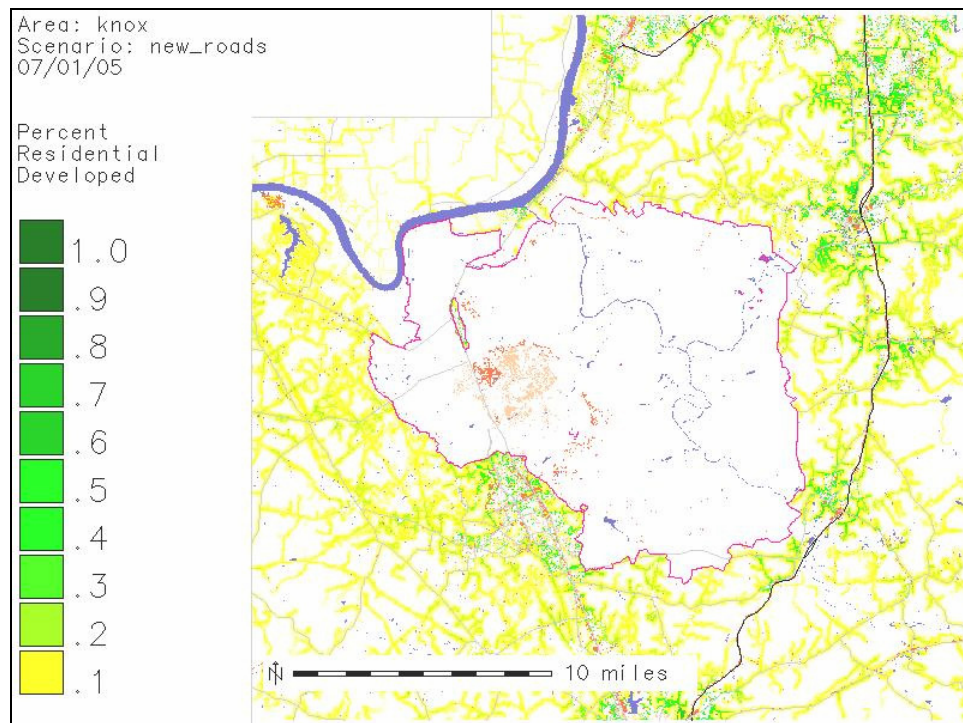 Area: knox
Scenario: new_roads
07/01/05
Percent
Residential
Developed
1.0
.9
.8
.7
.6
.5
.4
.3
.2
.1
N 10 miles